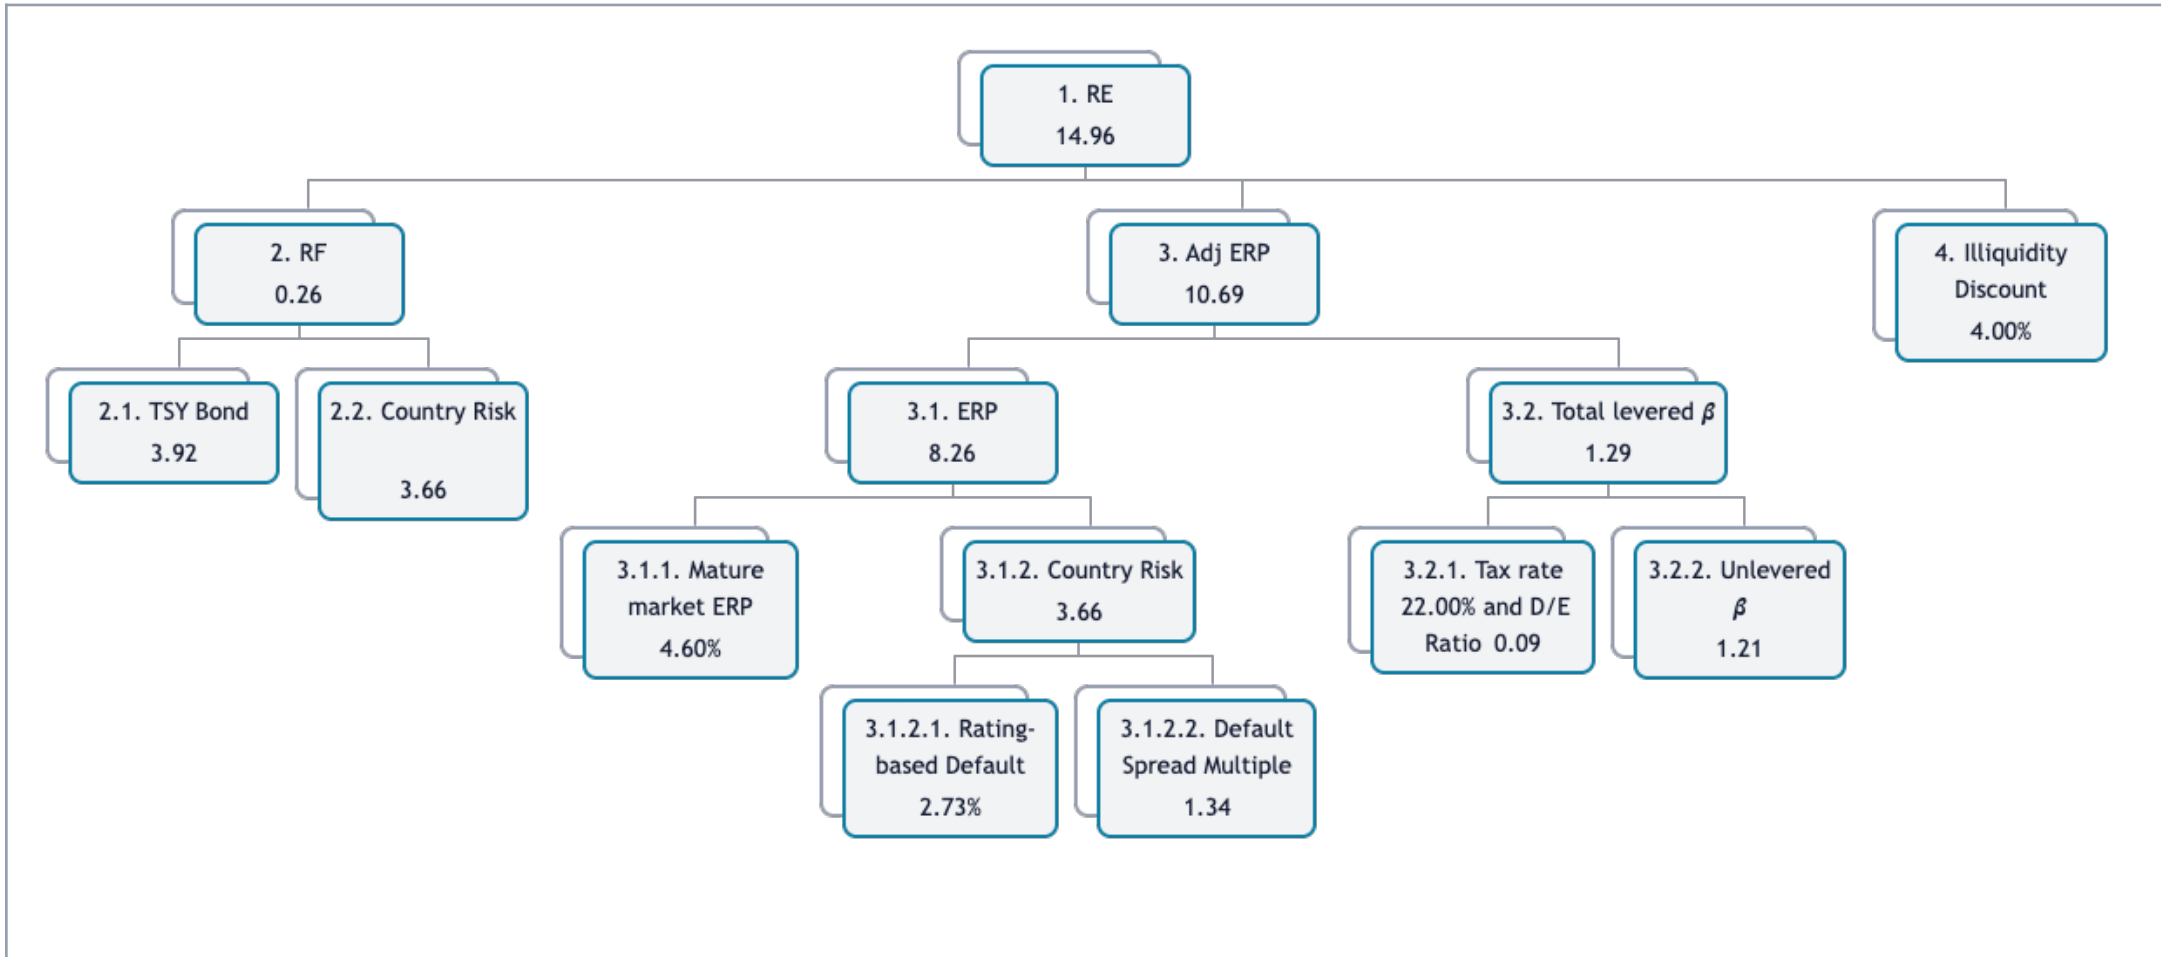 1. RE
14.96
2. RF
0.26
3. Adj ERP
10.69
4. Illiquidity
Discount
4.00%
2.1. TSY Bond
3.92
2.2. Country Risk
3.66
3.1. ERP
8.26
3.2. Total levered β
1.29
3.1.1. Mature
market ERP
4.60%
3.1.2. Country Risk
3.66
3.2.1. Tax rate
22.00% and D/E
Ratio 0.09
3.2.2. Unlevered
β
1.21
3.1.2.1. Rating-
based Default
2.73%
3.1.2.2. Default
Spread Multiple
1.34